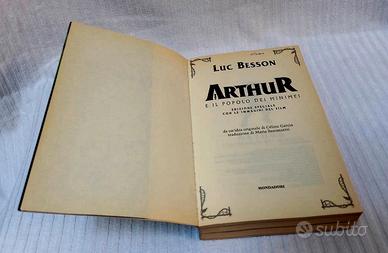 LUC BESSON
ARTHUR
E IL POPOLO DEI MINIMEI
EDIZIONE SPECIALE
CON LE IMMAGINI DEL FILM
da un'idea originale di Céline Garcia
traduzione di Maria Bastanzetti
MONDADORI
subito